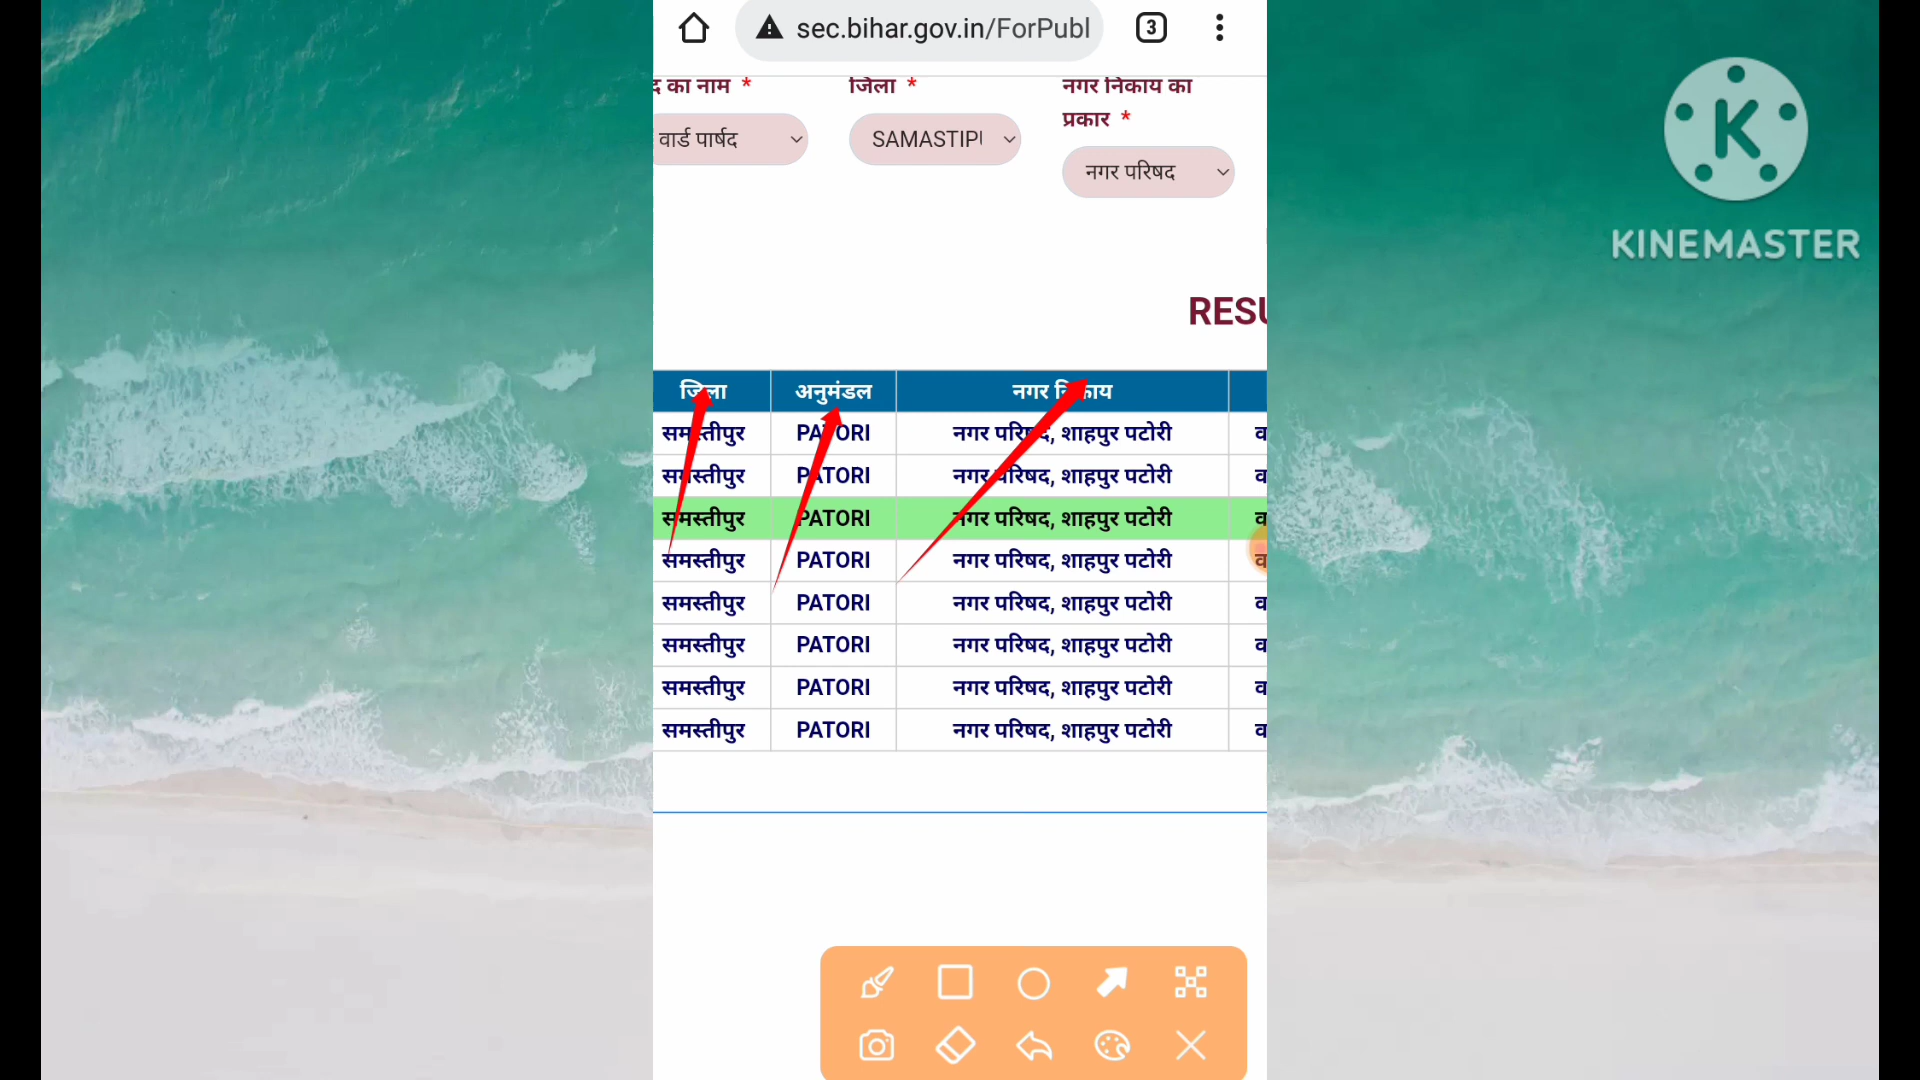 3
sec.bihar.gov.in/ForPubl
का नाम *
जिला *
नगर निकाय का
प्रकार *
वार्ड पार्षद
SAMASTIPU
नगर परिषद
KINEMASTER
RESU
जिला अनुमंडल नगर निकाय
समस्तीपुर PATORI नगर परिषद, शाहपुर पटोरी व
समस्तीपुर PATORI नगर परिषद, शाहपुर पटोरी व
समस्तीपुर PATORI नगर परिषद, शाहपुर पटोरी व
समस्तीपुर PATORI नगर परिषद, शाहपुर पटोरी व
समस्तीपुर PATORI नगर परिषद, शाहपुर पटोरी व
समस्तीपुर PATORI नगर परिषद, शाहपुर पटोरी व
समस्तीपुर PATORI नगर परिषद, शाहपुर पटोरी व
समस्तीपुर PATORI नगर परिषद, शाहपुर पटोरी व